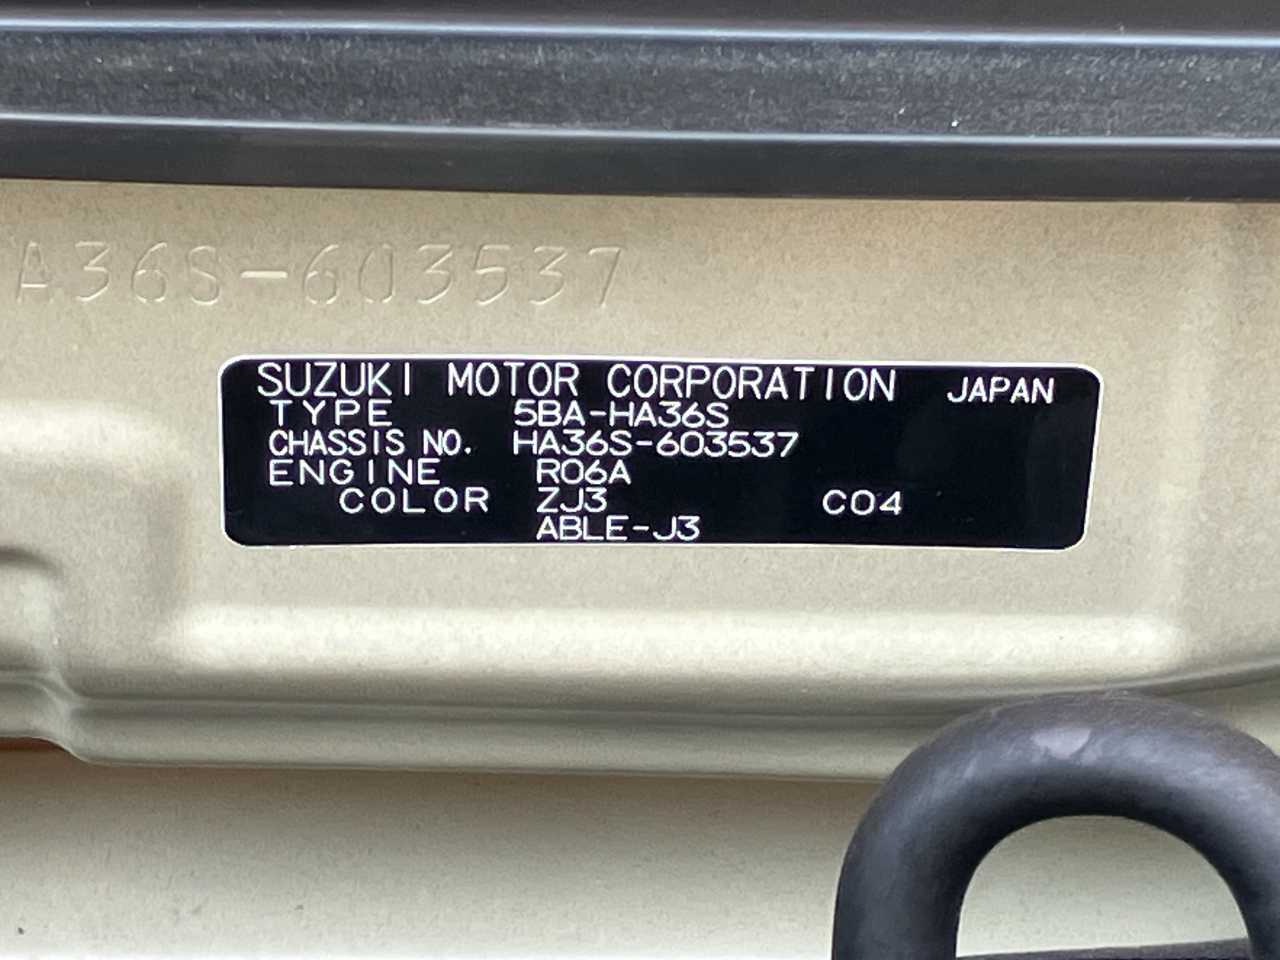 A36S-603537
SUZUKI MOTOR CORPORATION JAPAN
TYPE 5BA-HA36S
CHASSIS NO. HA36S-603537
ENGINE R06A
COLOR ZJ3 C04
ABLE-J3